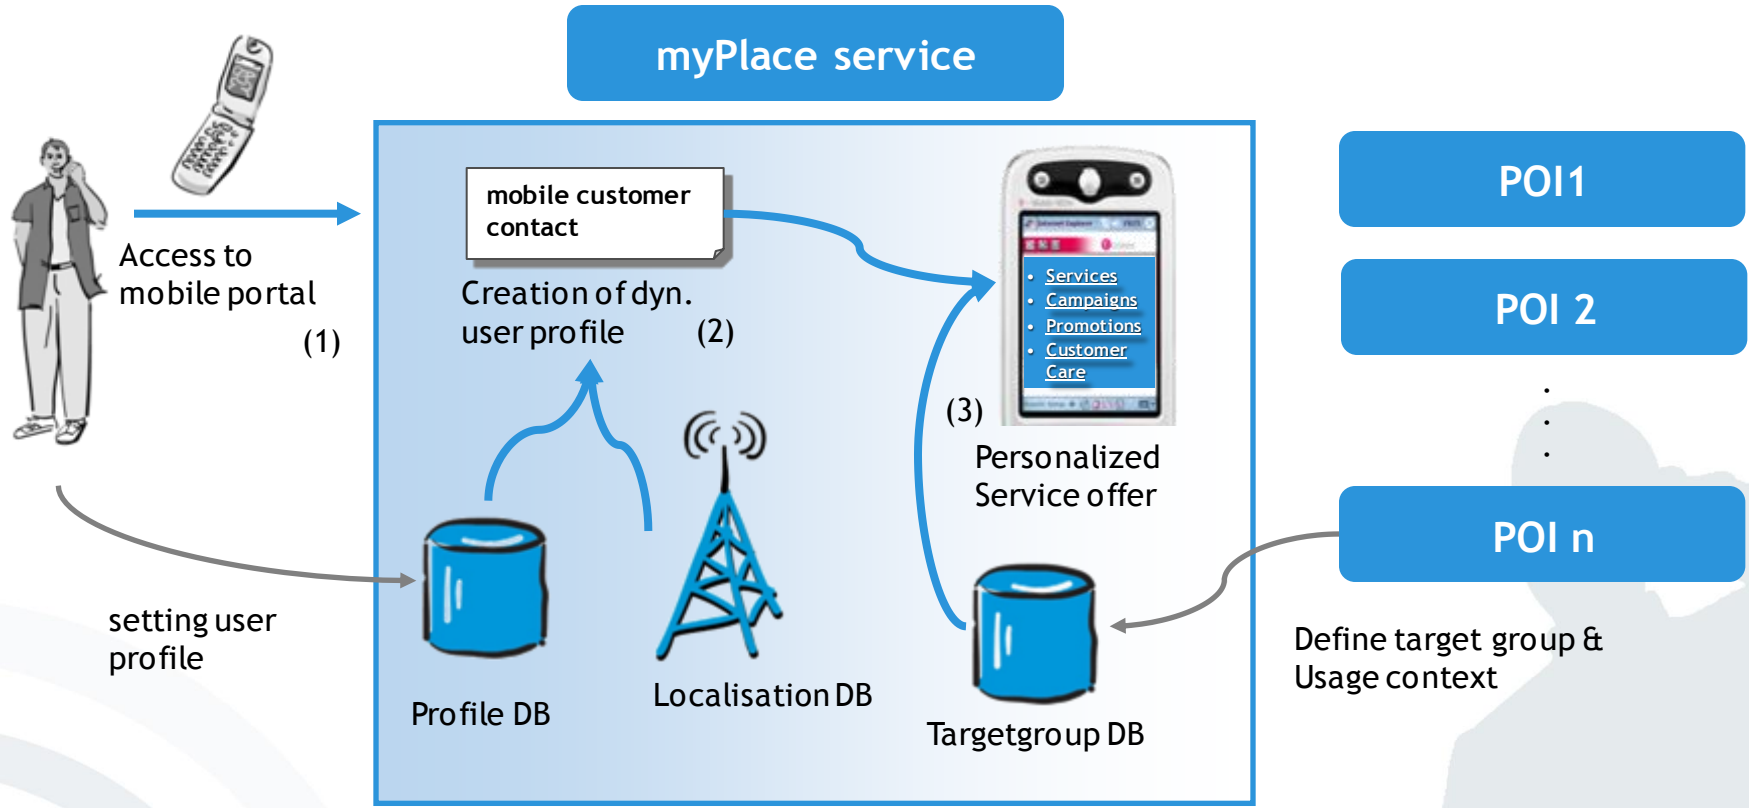 myPlace service
Access to
mobile portal
(1)
setting user
profile
mobile customer
contact
Creation of dyn.
user profile
(2)
Profile DB
Localisation DB
• Services
• Campaigns
• Promotions
• Customer
Care
(3)
Personalized
Service offer
Targetgroup DB
POI1
POI 2
.
.
.
POI n
Define target group &
Usage context